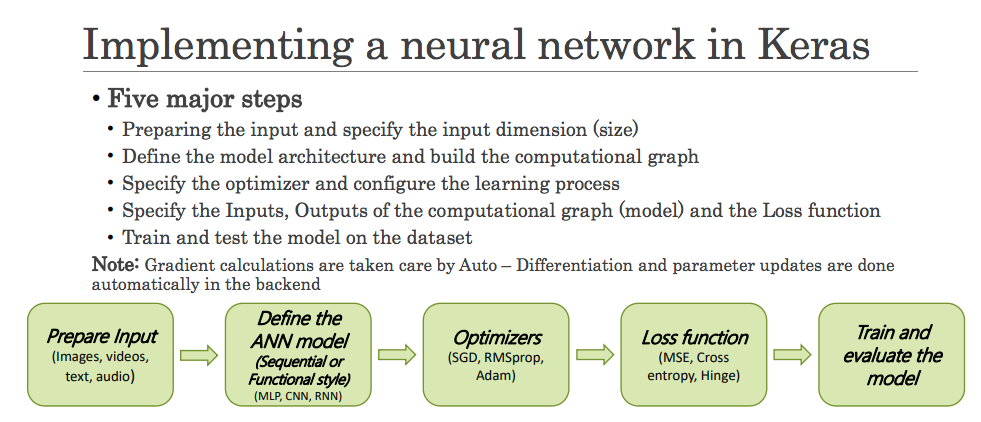 Implementing a neural network in Keras
• Five major steps
• Preparing the input and specify the input dimension (size)
• Define the model architecture and build the computational graph
• Specify the optimizer and configure the learning process
• Specify the Inputs, Outputs of the computational graph (model) and the Loss function
• Train and test the model on the dataset
Note: Gradient calculations are taken care by Auto – Differentiation and parameter updates are done
automatically in the backend
Prepare Input
(Images, videos,
text, audio)
Define the
ANN model
(Sequential or
Functional style)
(MLP, CNN, RNN)
Optimizers
(SGD, RMSprop,
Adam)
Loss function
(MSE, Cross
entropy, Hinge)
Train and
evaluate the
model